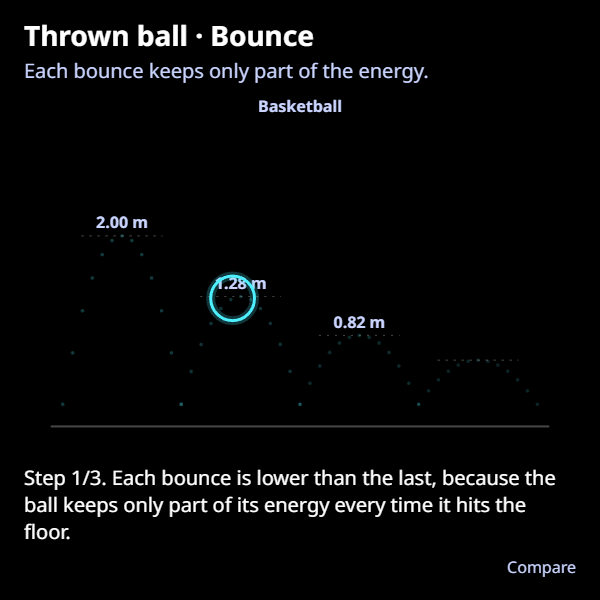 Thrown ball · Bounce
Each bounce keeps only part of the energy.
Basketball
2.00 m
1.28 m
0.82 m
Step 1/3. Each bounce is lower than the last, because the
ball keeps only part of its energy every time it hits the
floor.
Compare